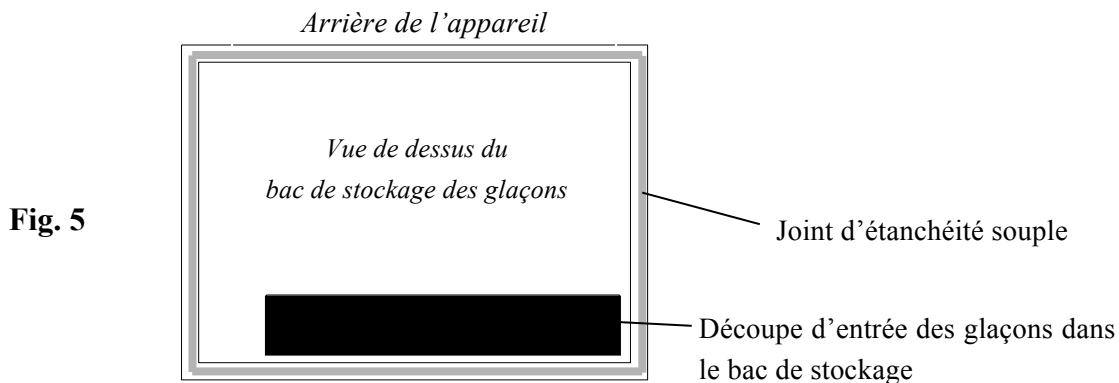 Arrière de l’appareil
Vue de dessus du
bac de stockage des glaçons
Fig. 5
Joint d’étanchéité souple
Découpe d’entrée des glaçons dans
le bac de stockage